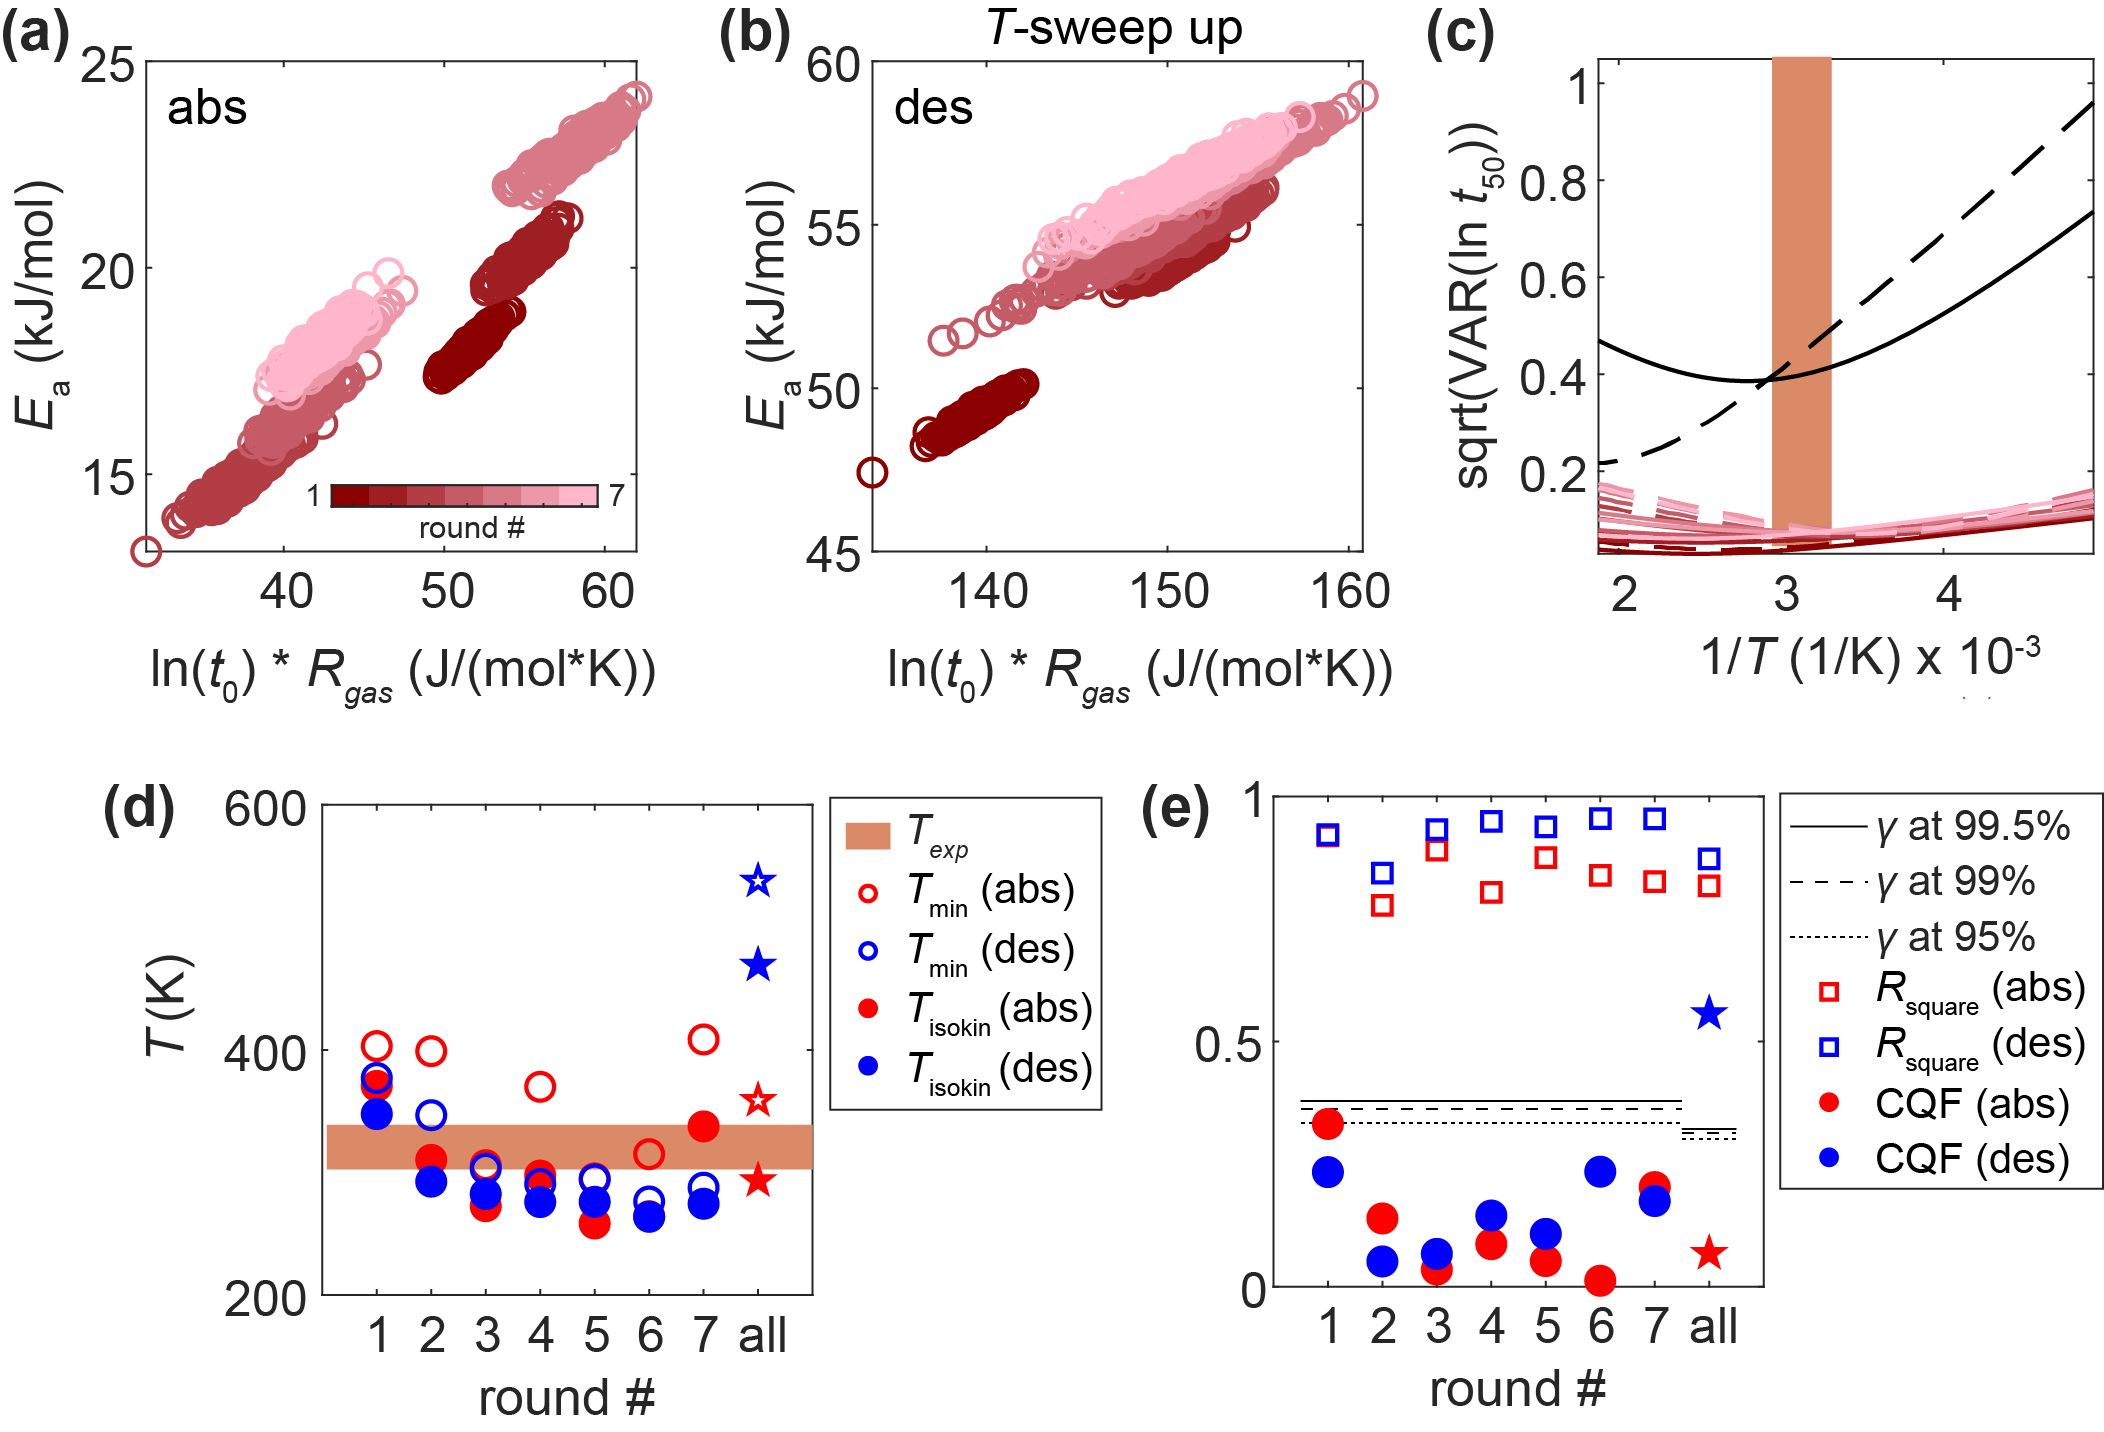 (a)
25
20
15
abs
E_a (kJ/mol)
1
7
round #
40 50 60
ln(t_0) * R_gas (J/(mol*K))
(b)
T-sweep up
60
55
50
45
des
E_a (kJ/mol)
140 150 160
ln(t_0) * R_gas (J/(mol*K))
(c)
1
0.8
0.6
0.4
0.2
sqrt(VAR(ln t_50))
2 3 4
1/T (1/K) x 10^-3
(d)
600
400
200
T (K)
1 2 3 4 5 6 7 all
round #
T_exp
T_min (abs)
T_min (des)
T_isokin (abs)
T_isokin (des)
(e)
1
0.5
0
1 2 3 4 5 6 7 all
round #
γ at 99.5%
γ at 99%
γ at 95%
R_square (abs)
R_square (des)
CQF (abs)
CQF (des)